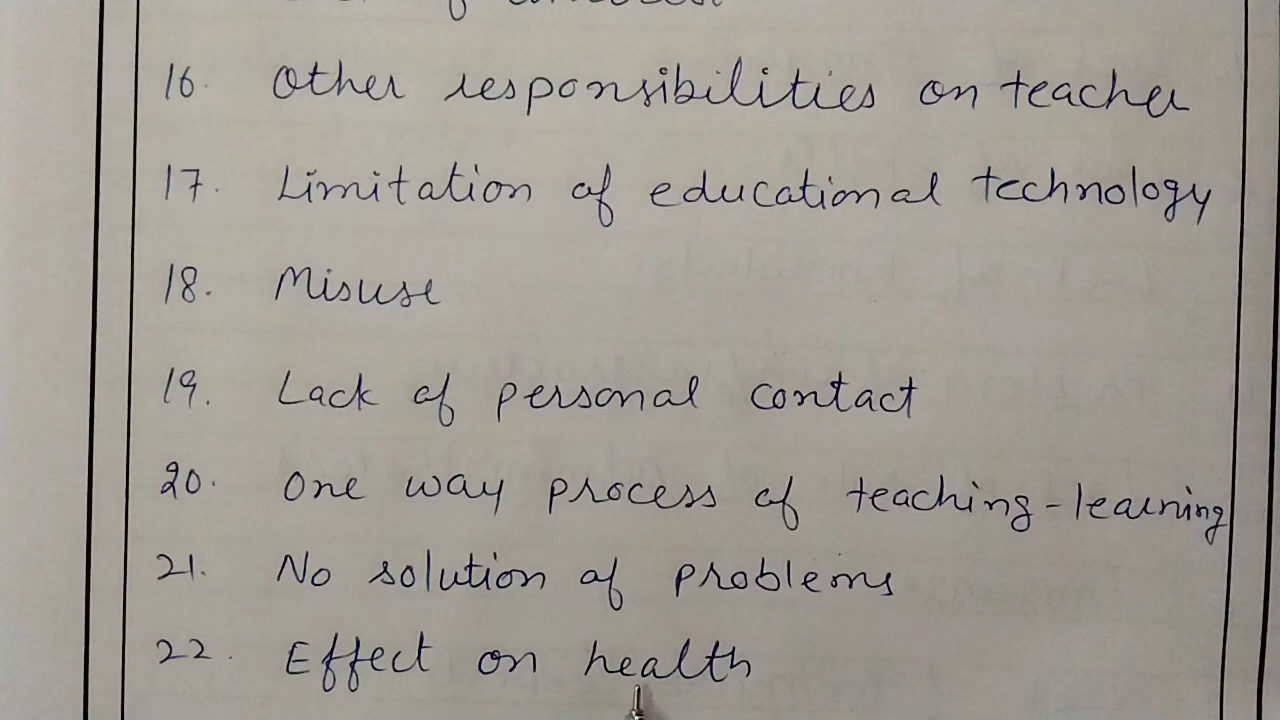 16. Other responsibilities on teacher
17. Limitation of educational technology
18. Misuse
19. Lack of personal contact
20. One way process of teaching-learning
21. No solution of problems
22. Effect on health